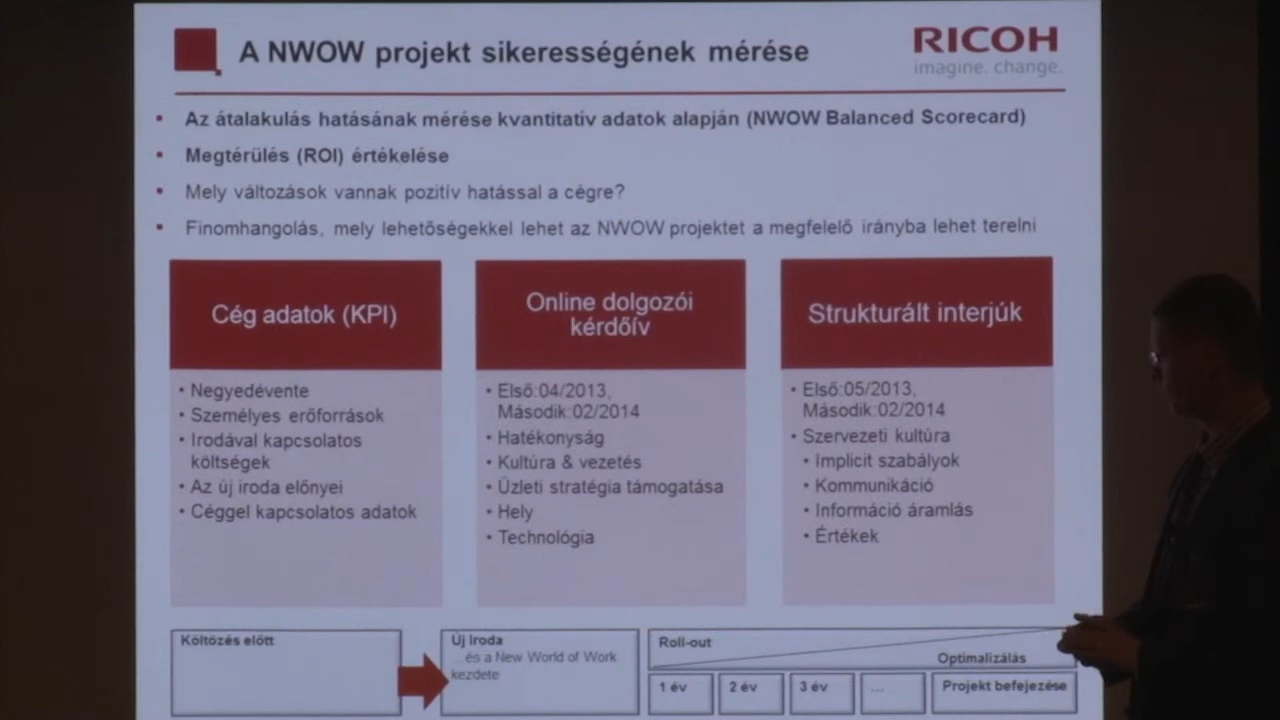 A NWOW projekt sikerességének mérése
RICOH
imagine. change.
Az átalakulás hatásának mérése kvantitatív adatok alapján (NWOW Balanced Scorecard)
Megtérülés (ROI) értékelése
Mely változások vannak pozitív hatással a cégre?
Finomhangolás, mely lehetőségekkel lehet az NWOW projektet a megfelelő irányba lehet terelni
Cég adatok (KPI)
• Negyedévente
• Személyes erőforrások
• Irodával kapcsolatos
költségek
• Az új iroda előnyei
• Céggel kapcsolatos adatok
Online dolgozói
kérdőív
• Első:04/2013,
Második:02/2014
• Hatékonyság
• Kultúra & vezetés
• Üzleti stratégia támogatása
• Hely
• Technológia
Strukturált interjúk
• Első:05/2013,
Második:02/2014
• Szervezeti kultúra
• Implicit szabályok
• Kommunikáció
• Információ áramlás
• Értékek
Költözés előtt
Új Iroda
...és a New World of Work
kezdete
Roll-out
Optimalizálás
1 év
2 év
3 év
...
Projekt befejezése